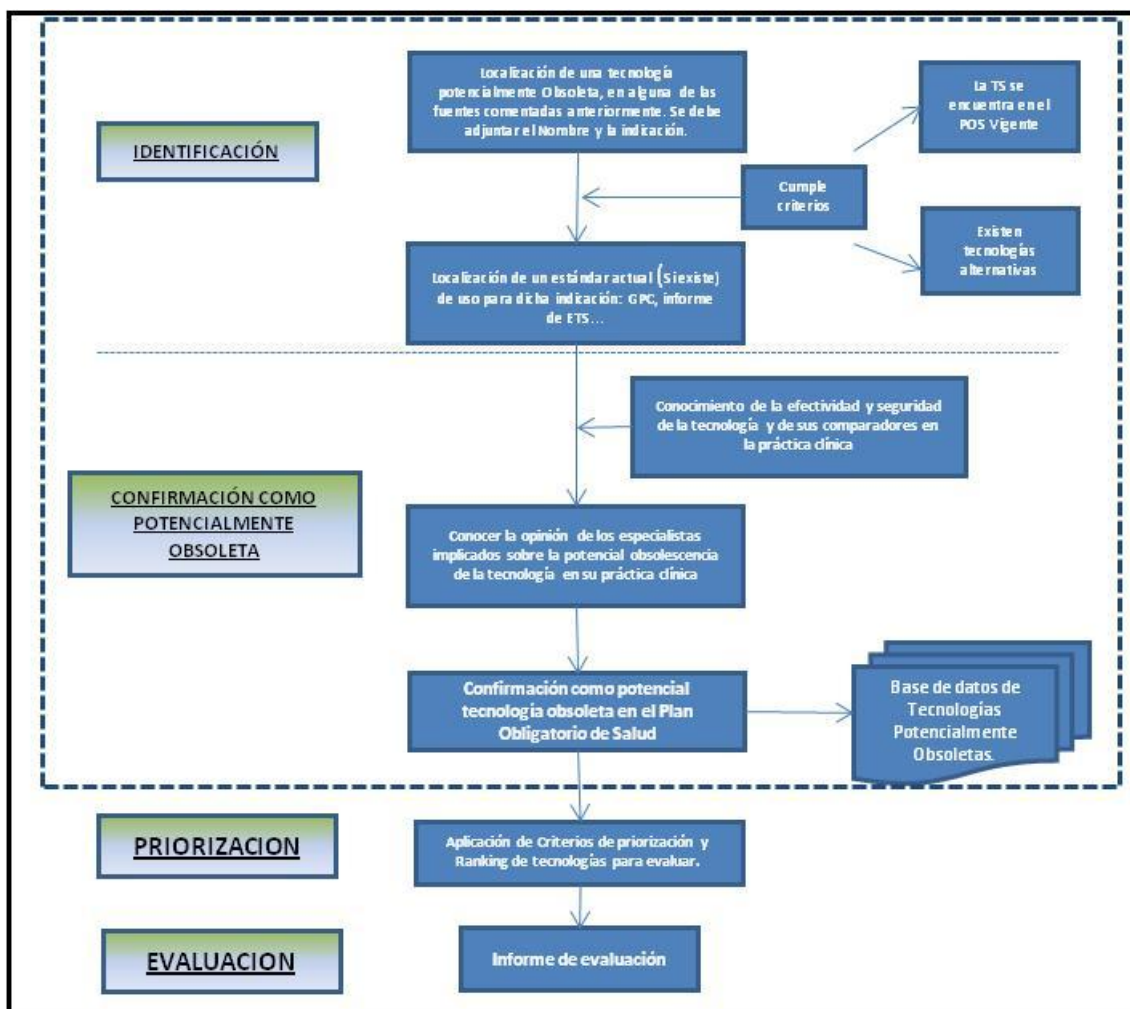 Localización de una tecnología
potencialmente Obsoleta, en alguna de las
fuentes comentadas anteriormente. Se debe
adjuntar el Nombre y la indicación.
La TS se
encuentra en el
POS Vigente
IDENTIFICACIÓN
Cumple
criterios
Existen
tecnologías
alternativas
Localización de un estándar actual (Si existe)
de uso para dicha indicación: GPC, informe
de ETS...
Conocimiento de la efectividad y seguridad
de la tecnología y de sus comparadores en
la práctica clínica
CONFIRMACIÓN COMO
POTENCIALMENTE
OBSOLETA
Conocer la opinión de los especialistas
implicados sobre la potencial obsolescencia
de la tecnología en su práctica clínica
Confirmación como potencial
tecnología obsoleta en el Plan
Obligatorio de Salud
Base de datos de
Tecnologías
Potencialmente
Obsoletas.
PRIORIZACION
Aplicación de Criterios de priorización y
Ranking de tecnologías para evaluar.
EVALUACION
Informe de evaluación